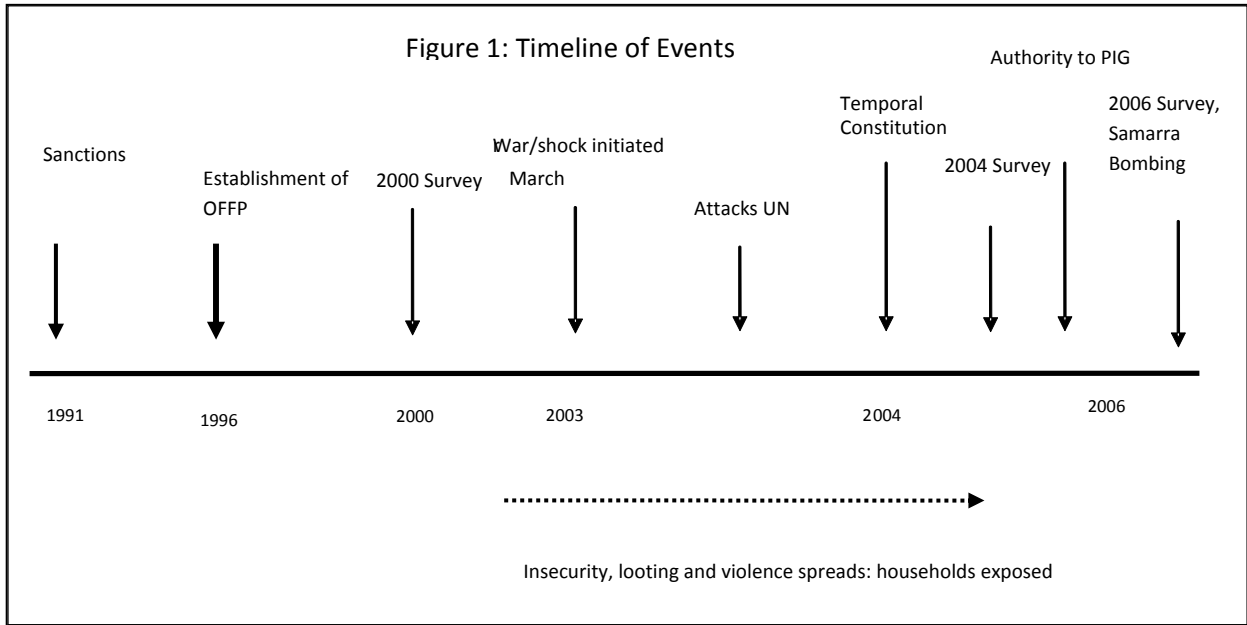 Figure 1: Timeline of Events
Authority to PIG
Temporal
Constitution
2006 Survey,
Samarra
Bombing
Sanctions
War/shock initiated
March
2004 Survey
Establishment of
OFFP
2000 Survey
Attacks UN
1991
1996
2000
2003
2004
2006
Insecurity, looting and violence spreads: households exposed